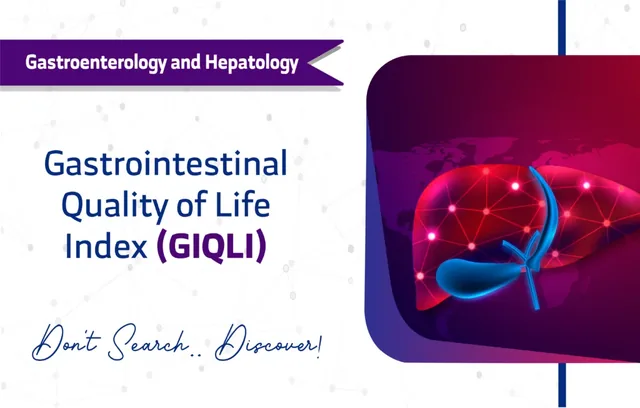 Gastroenterology and Hepatology
Gastrointestinal
Quality of Life
Index (GIQLI)
Don't Search.. Discover!